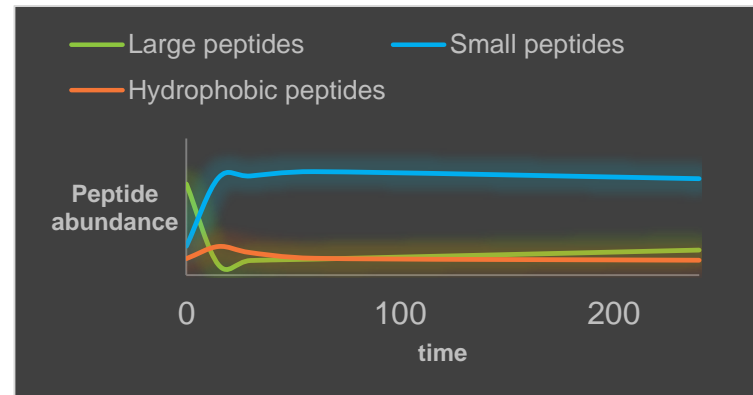 Large peptides Small peptides
Hydrophobic peptides
Peptide
abundance
0 100 200
time